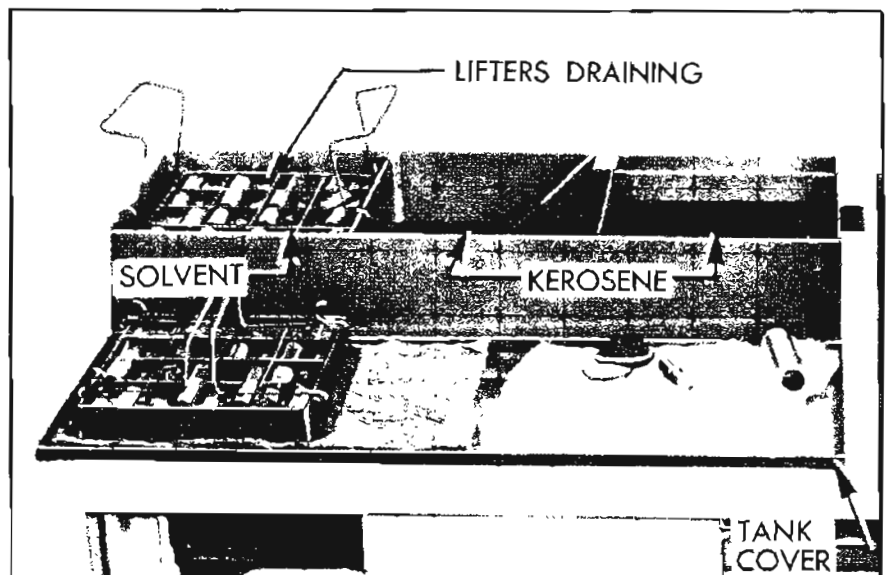 LIFTERS DRAINING
SOLVENT
KEROSENE
TANK
COVER